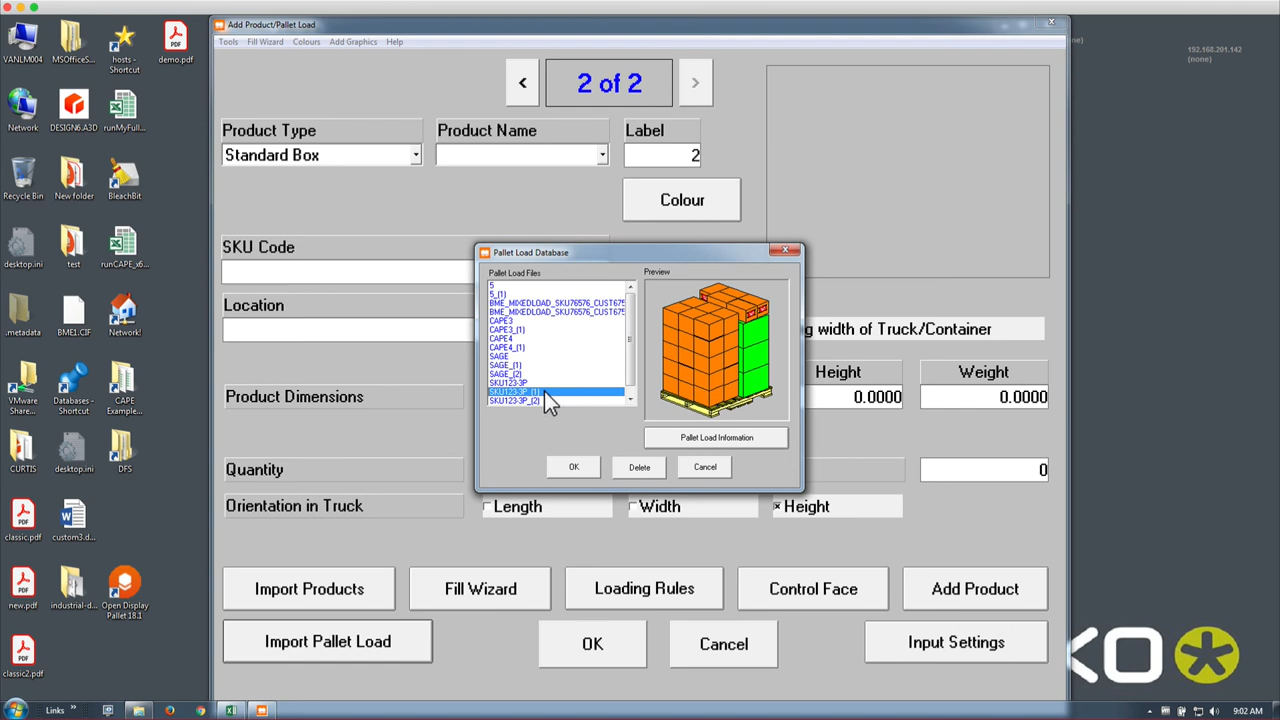 Add Product/Pallet Load
Tools Fill Wizard Colours Add Graphics Help
192.168.201.142
(none)
VANLM004
MSOfficeS...
hosts - Shortcut
demo.pdf
Network
DESIGN6.A3D
runMyFull...
Recycle Bin
New folder
BleachBit
desktop.ini
test
runCAPE_x6...
.metadata
BME1.CIF
Network!
VMware Share...
Databases - Shortcut
CAPE Example...
CURTIS
desktop.ini
DFS
classic.pdf
custom3.d...
new.pdf
industrial-d...
Open Display Pallet 18.1
classic2.pdf
<
2 of 2
>
Product Type
Product Name
Label
Standard Box
2
Colour
SKU Code
Location
g width of Truck/Container
Pallet Load Database
Pallet Load Files
Preview
5
5_(1)
BME_MIXEDLOAD_SKU76576_CUST675
BME_MIXEDLOAD_SKU76576_CUST675
CAPE3
CAPE3_(1)
CAPE4
CAPE4_(1)
SAGE
SAGE_(1)
SAGE_(2)
SKU123-3P
SKU123-3P_(1)
SKU123-3P_(2)
Pallet Load Information
OK Delete Cancel
Height
Weight
Product Dimensions
0.0000
0.0000
Quantity
0
Orientation in Truck
Length
Width
Height
Import Products
Fill Wizard
Loading Rules
Control Face
Add Product
Import Pallet Load
OK
Cancel
Input Settings
KO
Links
9:02 AM